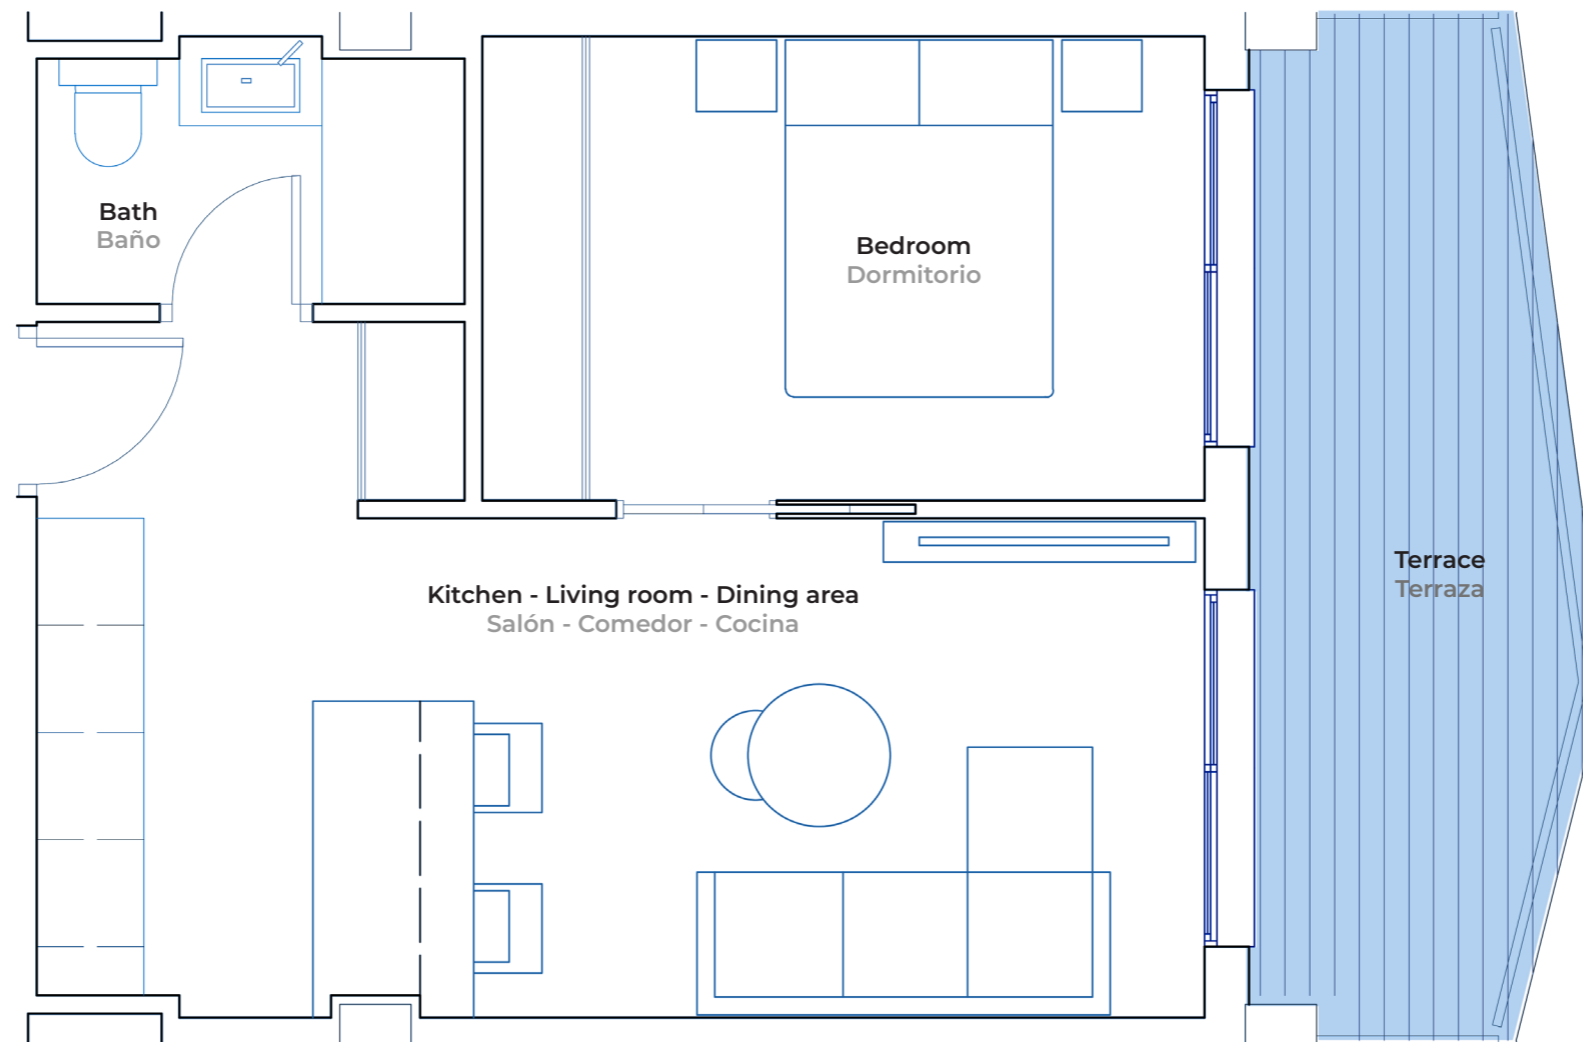 Bath
Baño
Bedroom
Dormitorio
Terrace
Terraza
Kitchen - Living room - Dining area
Salón - Comedor - Cocina